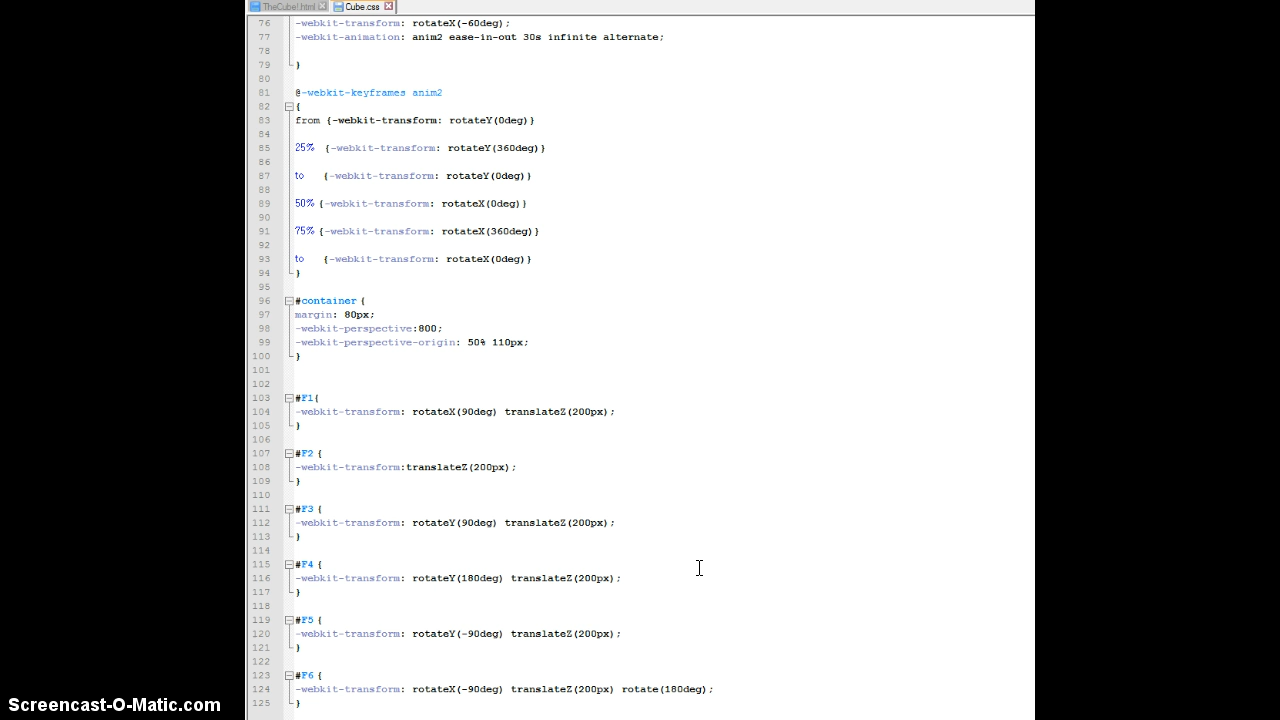 TheCube!.html Cube.css
76 -webkit-transform: rotateX(-60deg);
77 -webkit-animation: anim2 ease-in-out 30s infinite alternate;
78
79 }
80
81 @-webkit-keyframes anim2
82 {
83 from {-webkit-transform: rotateY(0deg)}
84
85 25% {-webkit-transform: rotateY(360deg)}
86
87 to {-webkit-transform: rotateY(0deg)}
88
89 50% {-webkit-transform: rotateX(0deg)}
90
91 75% {-webkit-transform: rotateX(360deg)}
92
93 to {-webkit-transform: rotateX(0deg)}
94 }
95
96 #container {
97 margin: 80px;
98 -webkit-perspective:800;
99 -webkit-perspective-origin: 50% 110px;
100 }
101
102
103 #F1{
104 -webkit-transform: rotateX(90deg) translateZ(200px);
105 }
106
107 #F2 {
108 -webkit-transform:translateZ(200px);
109 }
110
111 #F3 {
112 -webkit-transform: rotateY(90deg) translateZ(200px);
113 }
114
115 #F4 {
116 -webkit-transform: rotateY(180deg) translateZ(200px);
117 }
118
119 #F5 {
120 -webkit-transform: rotateY(-90deg) translateZ(200px);
121 }
122
123 #F6 {
124 -webkit-transform: rotateX(-90deg) translateZ(200px) rotate(180deg);
125 }
Screencast-O-Matic.com